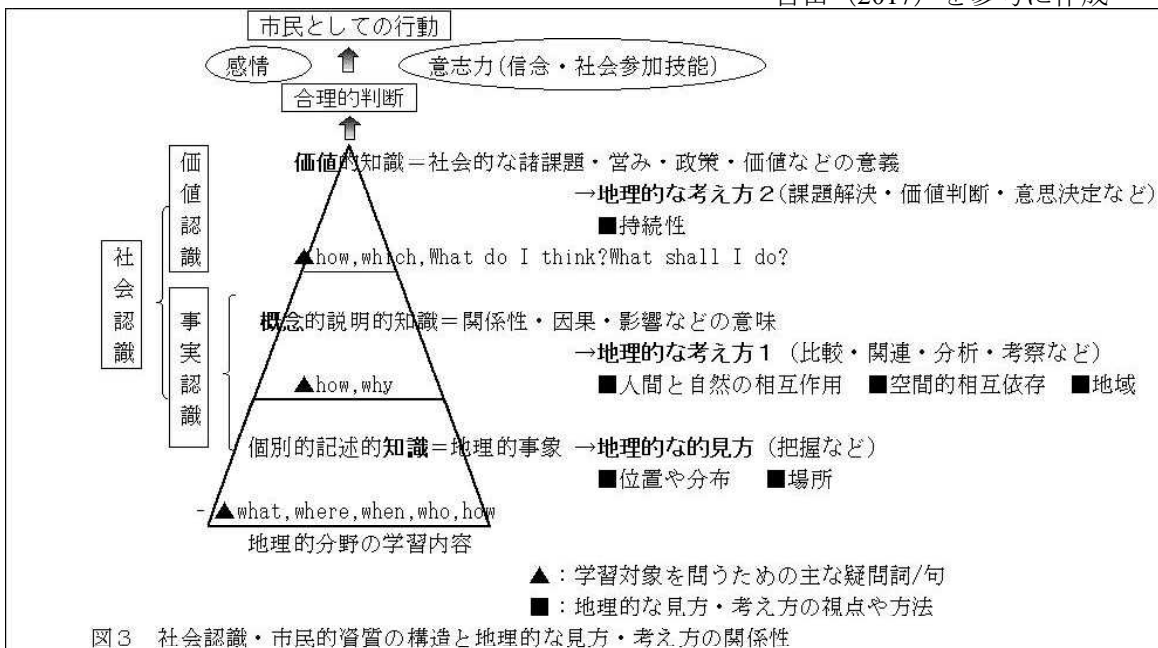 (2017) を参考に作成
市民としての行動
感情
意志力(信念・社会参加技能)
合理的判断
社会認識
価値認識
価値的知識＝社会的な諸課題・営み・政策・価値などの意義
→地理的な考え方２(課題解決・価値判断・意思決定など)
■持続性
▲how,which,What do I think?What shall I do?
事実認識
概念的説明的知識＝関係性・因果・影響などの意味
→地理的な考え方１ (比較・関連・分析・考察など)
■人間と自然の相互作用 ■空間的相互依存 ■地域
▲how,why
個別的記述的知識＝地理的事象 →地理的な的見方 (把握など)
■位置や分布 ■場所
▲what,where,when,who,how
地理的分野の学習内容
▲：学習対象を問うための主な疑問詞/句
■：地理的な見方・考え方の視点や方法
図３ 社会認識・市民的資質の構造と地理的な見方・考え方の関係性